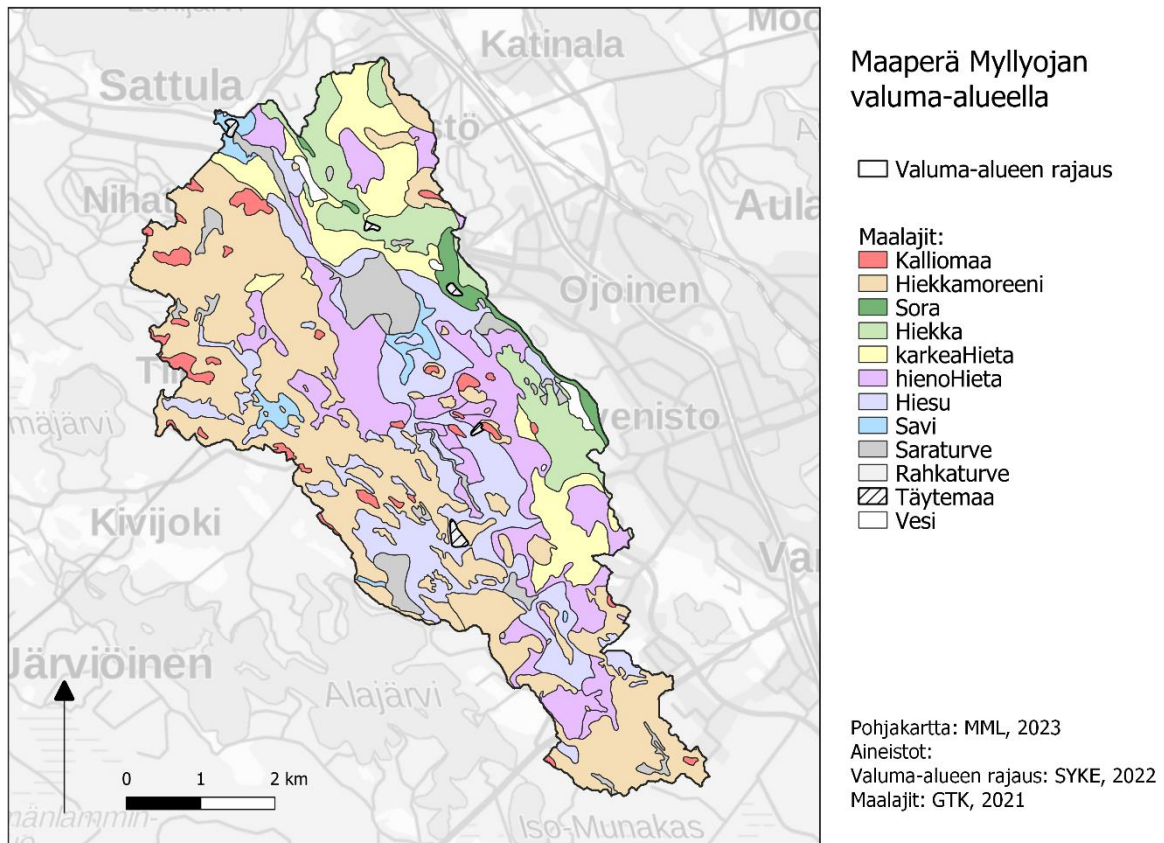 Katinala
Sattula
Ojoinen
Kivijoki
Järviöinen
Alajärvi
Iso-Munakas
0 1 2 km
Maaperä Myllyojan
valuma-alueella
Valuma-alueen rajaus
Maalajit:
Kalliomaa
Hiekkamoreeni
Sora
Hiekka
karkeaHieta
hienoHieta
Hiesu
Savi
Saraturve
Rahkaturve
Täytemaa
Vesi
Pohjakartta: MML, 2023
Aineistot:
Valuma-alueen rajaus: SYKE, 2022
Maalajit: GTK, 2021